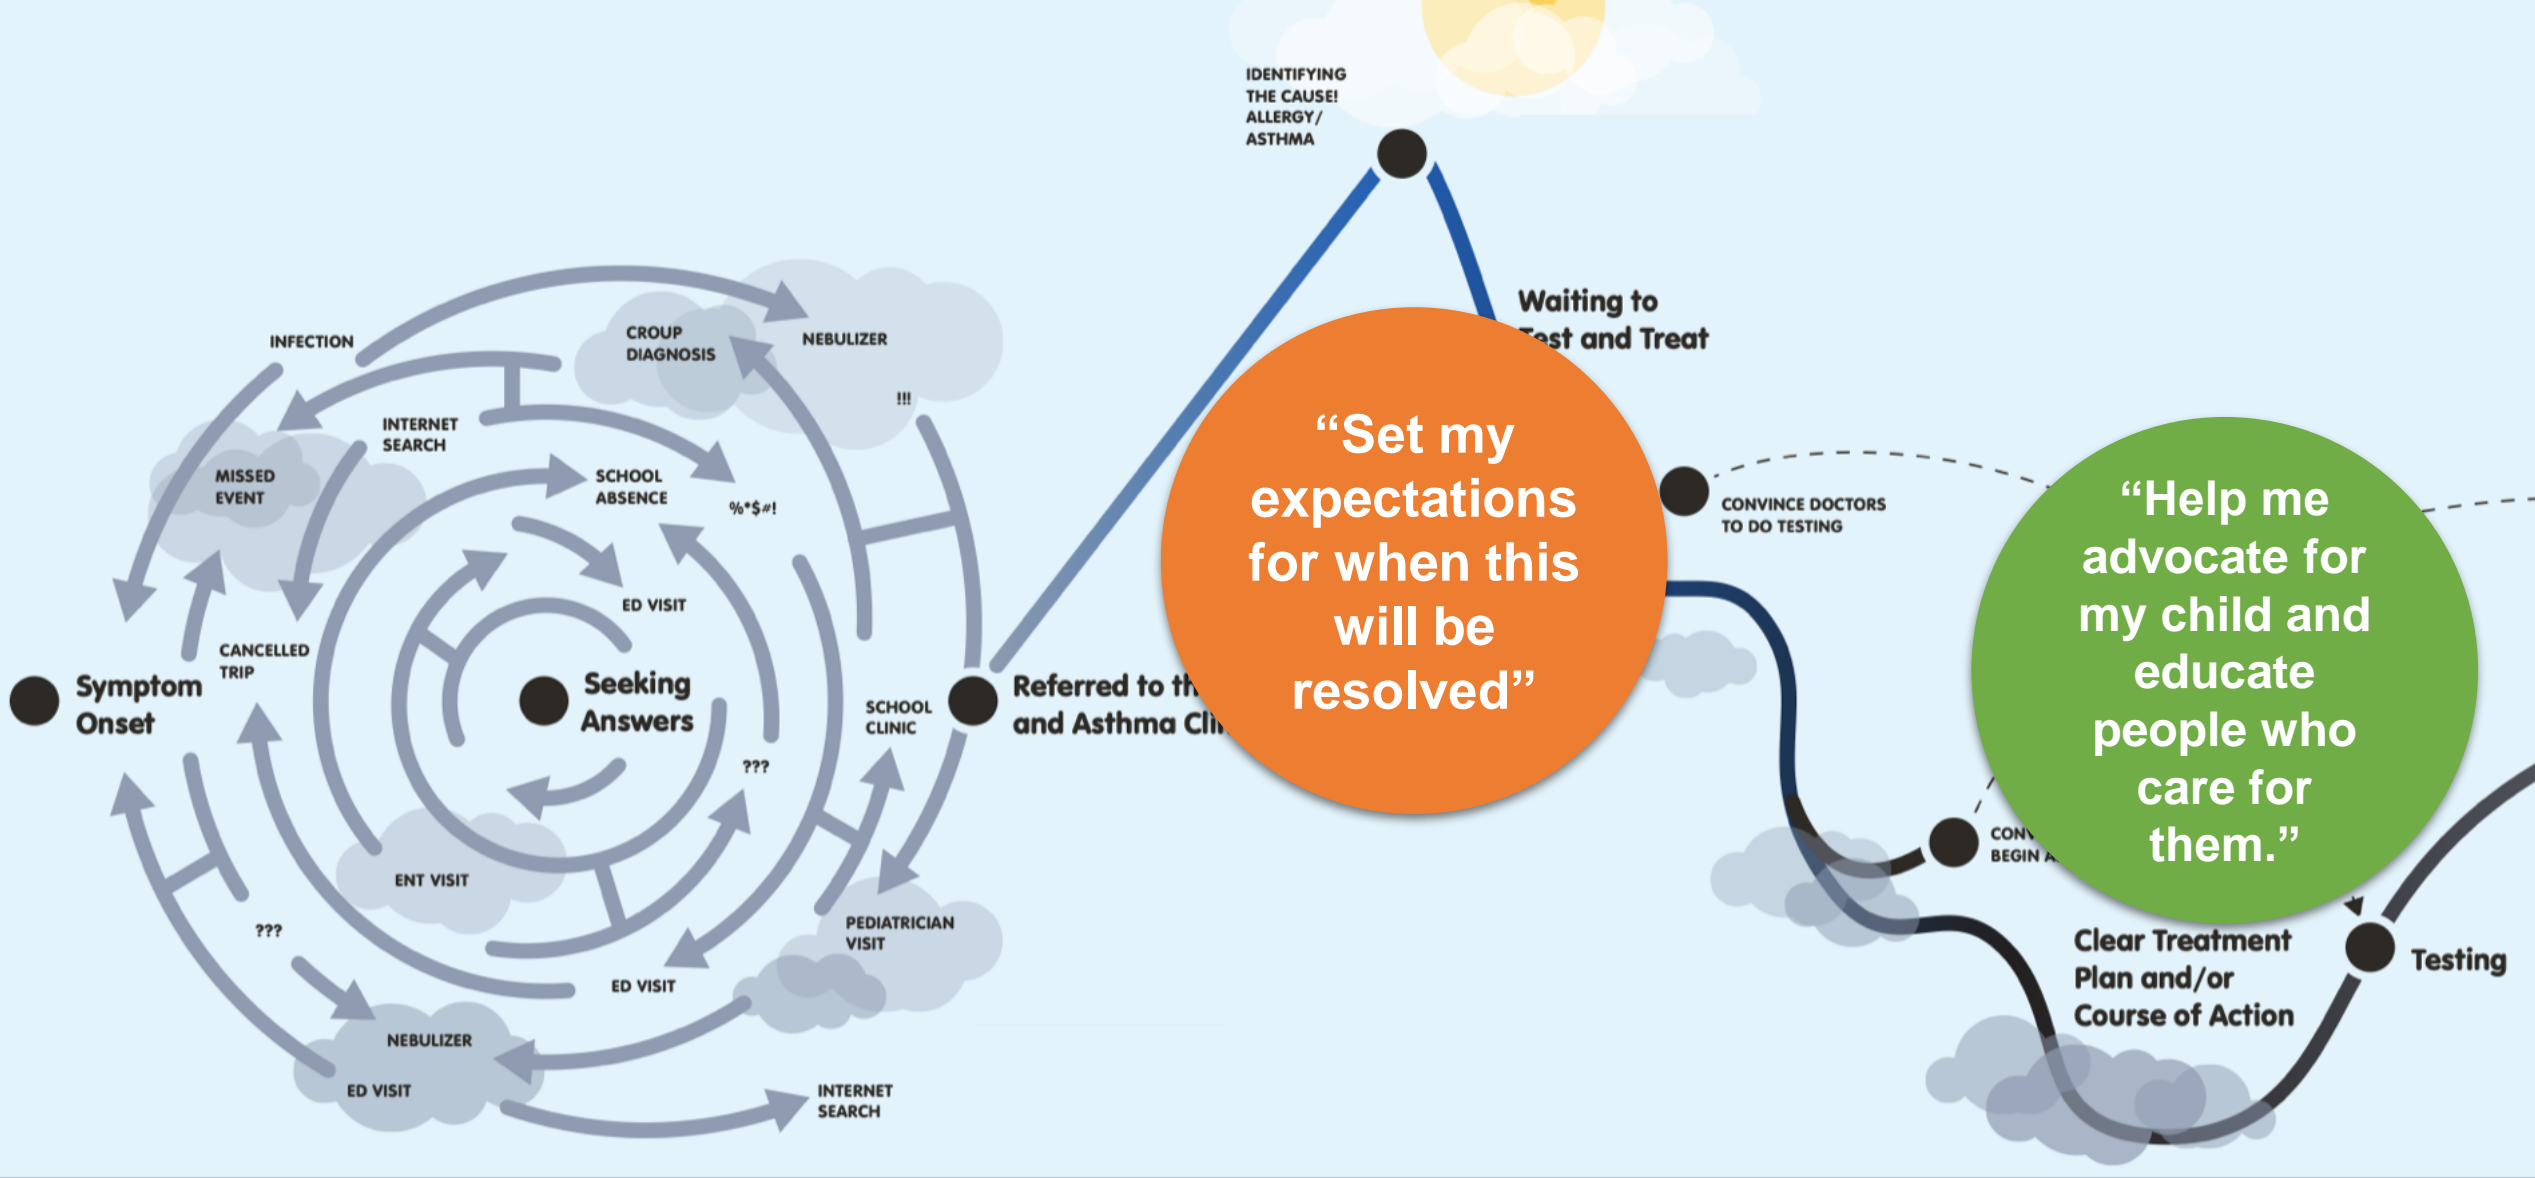 IDENTIFYING
THE CAUSE!
ALLERGY/
ASTHMA
Waiting to
Test and Treat
INFECTION
CROUP
DIAGNOSIS
NEBULIZER
!!!
INTERNET
SEARCH
MISSED
EVENT
SCHOOL
ABSENCE
%*$#!
ED VISIT
CANCELLED
TRIP
Symptom
Onset
Seeking
Answers
???
SCHOOL
CLINIC
Referred to
and Asthma
ENT VISIT
???
PEDIATRICIAN
VISIT
ED VISIT
NEBULIZER
ED VISIT
INTERNET
SEARCH
“Set my
expectations
for when this
will be
resolved”
CONVINCE DOCTORS
TO DO TESTING
“Help me
advocate for
my child and
educate
people who
care for
them.”
BEGIN
Clear Treatment
Plan and/or
Course of Action
Testing